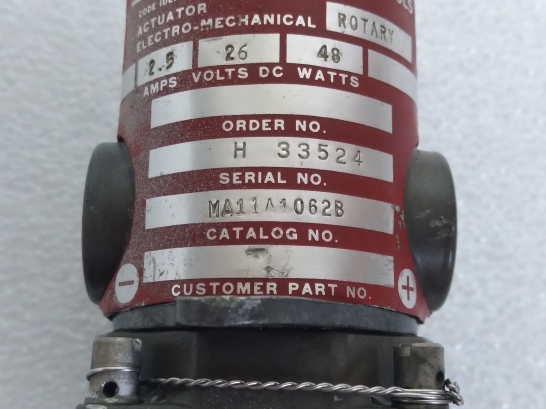 ACTUATOR
ELECTRO-MECHANICAL ROTARY
2.5 26 48
AMPS VOLTS DC WATTS
ORDER NO.
H 33524
SERIAL NO.
MA11A1062B
CATALOG NO.
CUSTOMER PART NO.
- +